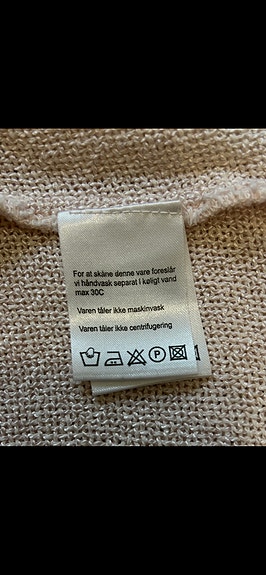 For at skåne denne vare foreslår
vi håndvask separat I køligt vand
max 30C
Varen tåler ikke maskinvask
Varen tåler ikke centrifugering
P